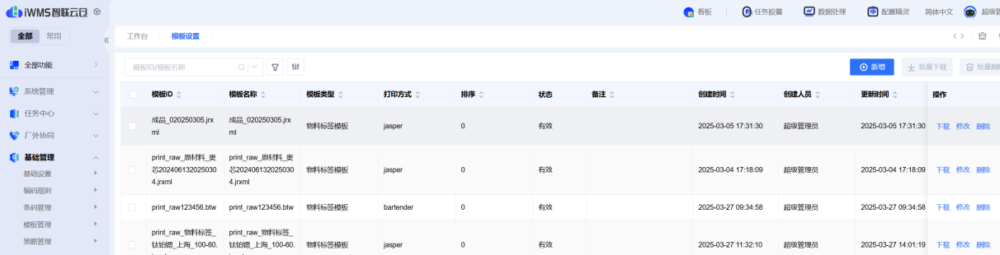 iWMS智联云仓
看板
任务胶囊
数据处理
配置精灵
简体中文
超级管
全部
常用
工作台
模板设置
全部功能
系统管理
任务中心
厂外协同
基础管理
基础设置
编码规则
条码管理
模板管理
策略管理
模板ID/模板名称
新增
批量下载
批量删除
模板ID 模板名称 模板类型 打印方式 排序 状态 备注 创建时间 创建人员 更新时间 操作
成品_020250305.jrx 成品_020250305.jrx
ml ml 物料标签模板 jasper 0 有效 2025-03-05 17:31:30 超级管理员 2025-03-05 17:31:30 下载 修改 删除
print_raw_原材料_奥 print_raw_原材料_奥
芯202406132025030 芯202406132025030 物料标签模板 jasper 0 有效 2025-03-04 17:18:09 超级管理员 2025-03-04 17:18:09 下载 修改 删除
4.jrxml 4.jrxml
print_raw123456.btw print_raw123456.btw 物料标签模板 bartender 0 有效 2025-03-27 09:34:58 超级管理员 2025-03-27 09:34:58 下载 修改 删除
print_raw_物料标签_ print_raw_物料标签_
钛铂锶_上海_100-60. 钛铂锶_上海_100-60. 物料标签模板 jasper 0 有效 2025-03-27 11:32:10 超级管理员 2025-03-27 14:01:19 下载 修改 删除